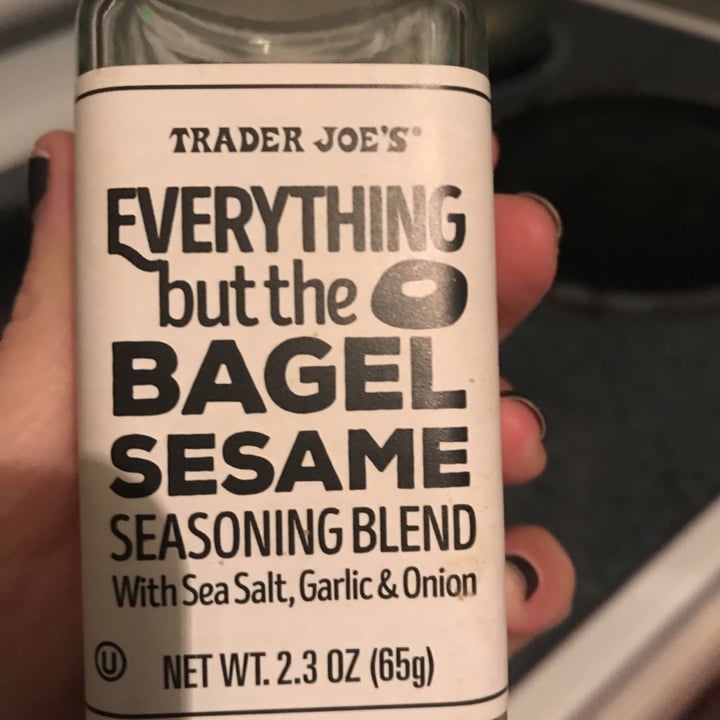 TRADER JOE'S®
EVERYTHING
but the
BAGEL
SESAME
SEASONING BLEND
With Sea Salt, Garlic & Onion
U NET WT. 2.3 OZ (65g)